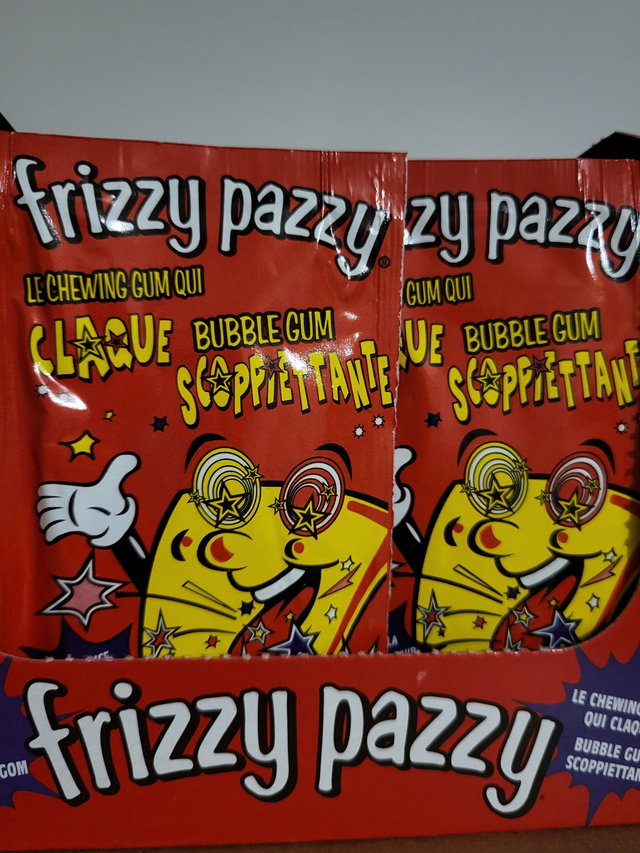 frizzy pazzy®
LE CHEWING GUM QUI
CLAQUE
BUBBLE GUM
SCOPPIETTANTE
zy pazzy
GUM QUI
UE
BUBBLE GUM
SCOPPIETTANT
GOM
frizzy pazzy
LE CHEWING
QUI CLAQ
BUBBLE GU
SCOPPIETTAN